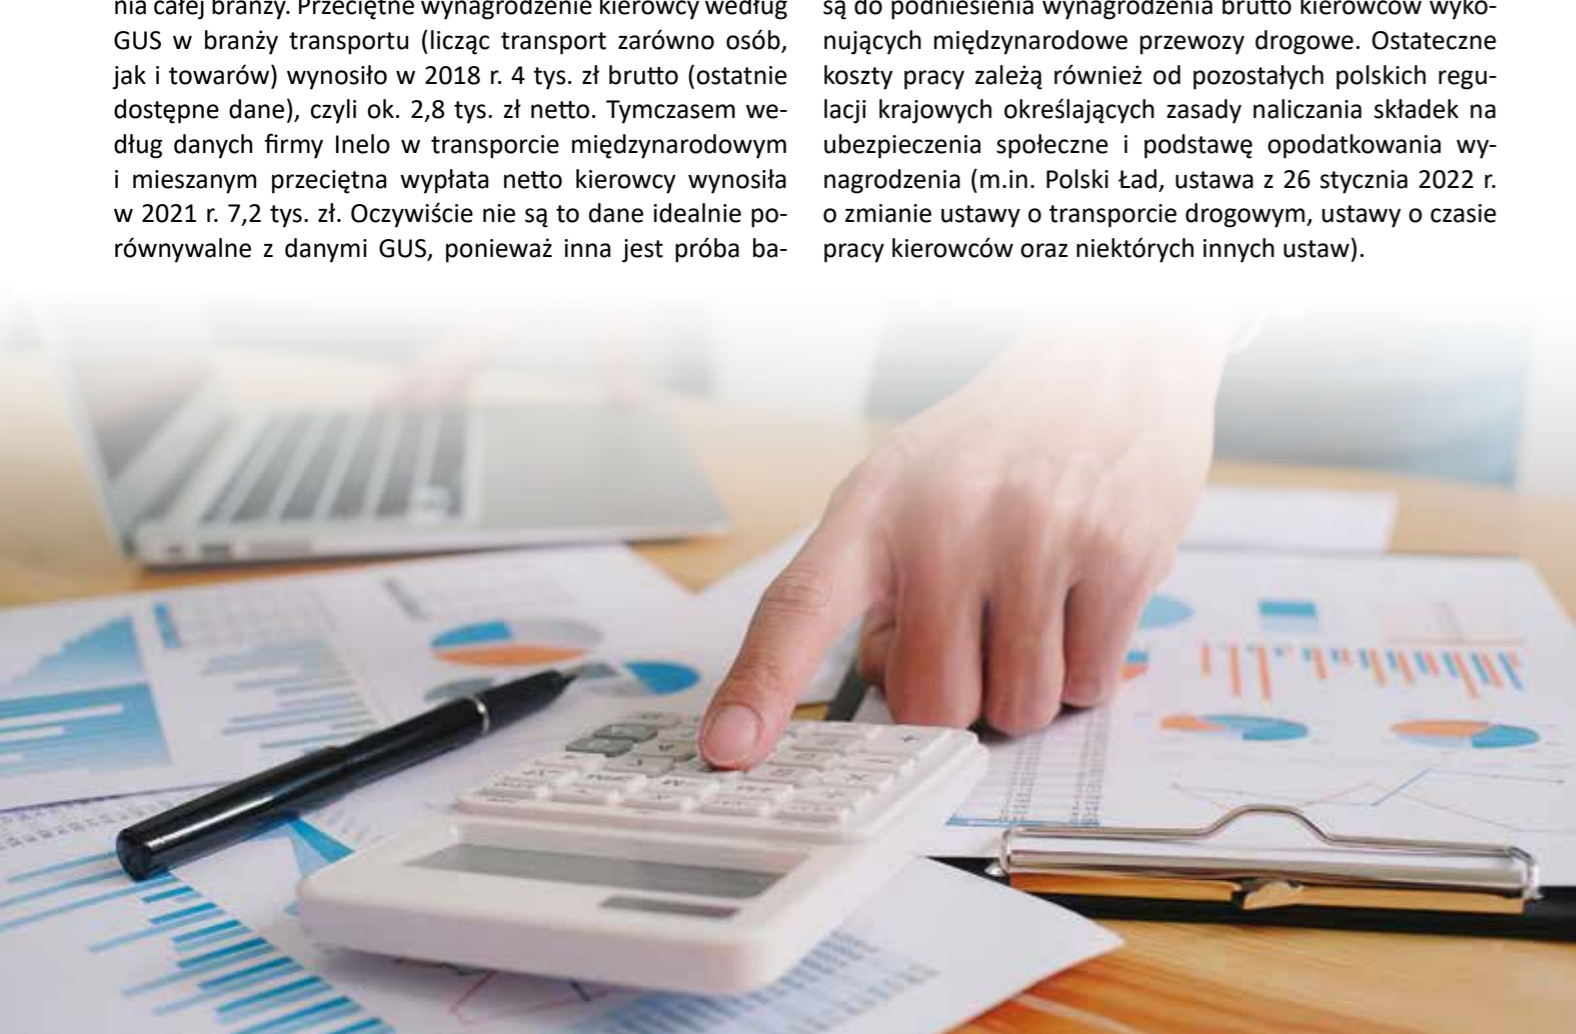 nia całej branży. Przeciętne wynagrodzenie kierowcy według
GUS w branży transportu (licząc transport zarówno osób,
jak i towarów) wynosiło w 2018 r. 4 tys. zł brutto (ostatnie
dostępne dane), czyli ok. 2,8 tys. zł netto. Tymczasem we-
dług danych firmy Inelo w transporcie międzynarodowym
i mieszanym przeciętna wypłata netto kierowcy wynosiła
w 2021 r. 7,2 tys. zł. Oczywiście nie są to dane idealnie po-
równywalne z danymi GUS, ponieważ inna jest próba ba-
są do podniesienia wynagrodzenia brutto kierowców wyko-
nujących międzynarodowe przewozy drogowe. Ostateczne
koszty pracy zależą również od pozostałych polskich regu-
lacji krajowych określających zasady naliczania składek na
ubezpieczenia społeczne i podstawę opodatkowania wy-
nagrodzenia (m.in. Polski Ład, ustawa z 26 stycznia 2022 r.
o zmianie ustawy o transporcie drogowym, ustawy o czasie
pracy kierowców oraz niektórych innych ustaw).